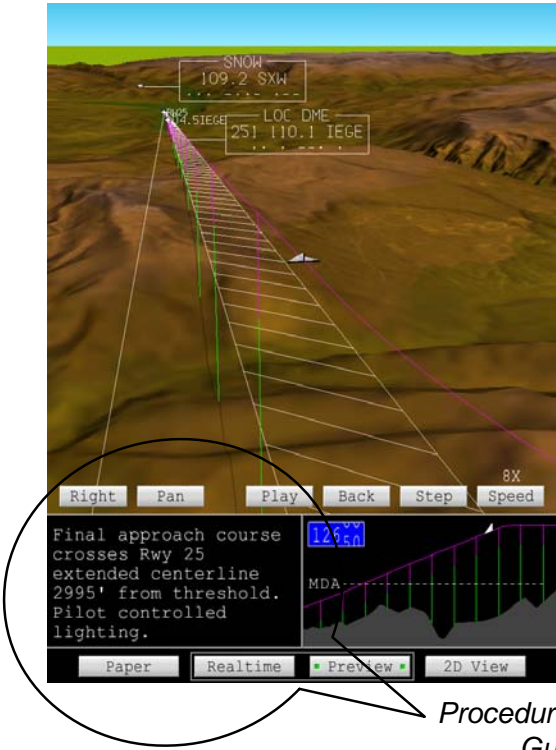 SNOW
109.2 SXW
... -..- .--
RW25
LOC DME
251 110.1 IEGE
.. . --. .
8X
Right Pan Play Back Step Speed
Final approach course
crosses Rwy 25
extended centerline
2995' from threshold.
Pilot controlled
lighting.
MDA
Paper Realtime Preview 2D View